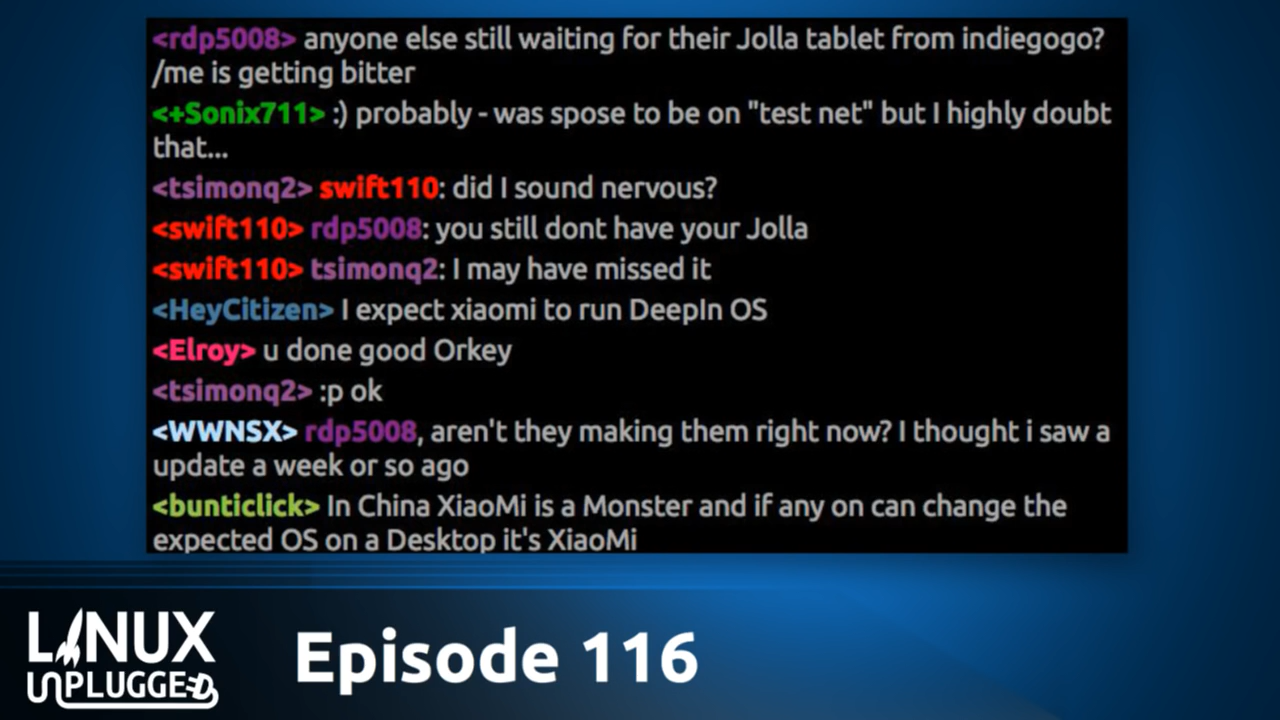 <rdp5008> anyone else still waiting for their Jolla tablet from indiegogo?
/me is getting bitter
<+Sonix711> :) probably - was spose to be on "test net" but I highly doubt
that...
<tsimonq2> swift110: did I sound nervous?
<swift110> rdp5008: you still dont have your Jolla
<swift110> tsimonq2: I may have missed it
<HeyCitizen> I expect xiaomi to run DeepIn OS
<Elroy> u done good Orkey
<tsimonq2> :p ok
<WWNSX> rdp5008, aren't they making them right now? I thought i saw a
update a week or so ago
<bunticlick> In China XiaoMi is a Monster and if any on can change the
expected OS on a Desktop it's XiaoMi
LINUX
UNPLUGGED
Episode 116